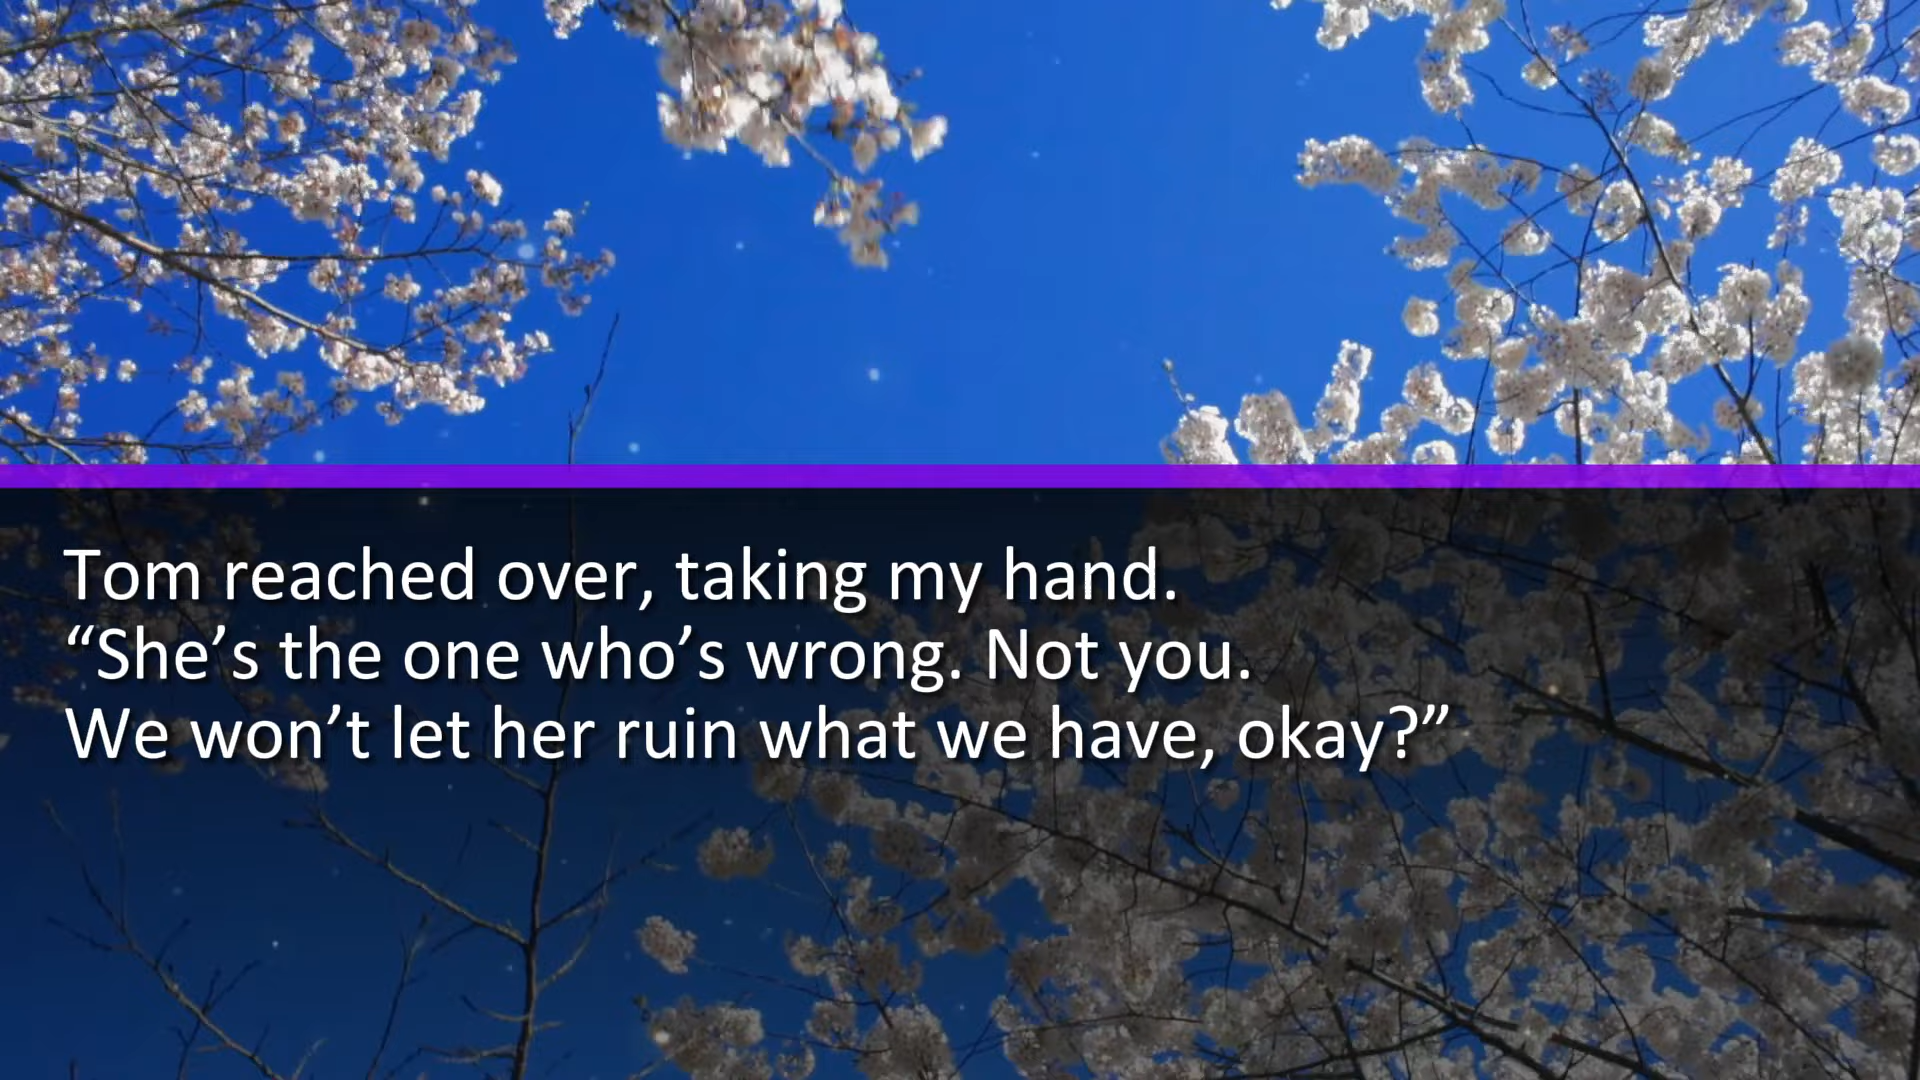 Tom reached over, taking my hand.
“She’s the one who’s wrong. Not you.
We won’t let her ruin what we have, okay?”